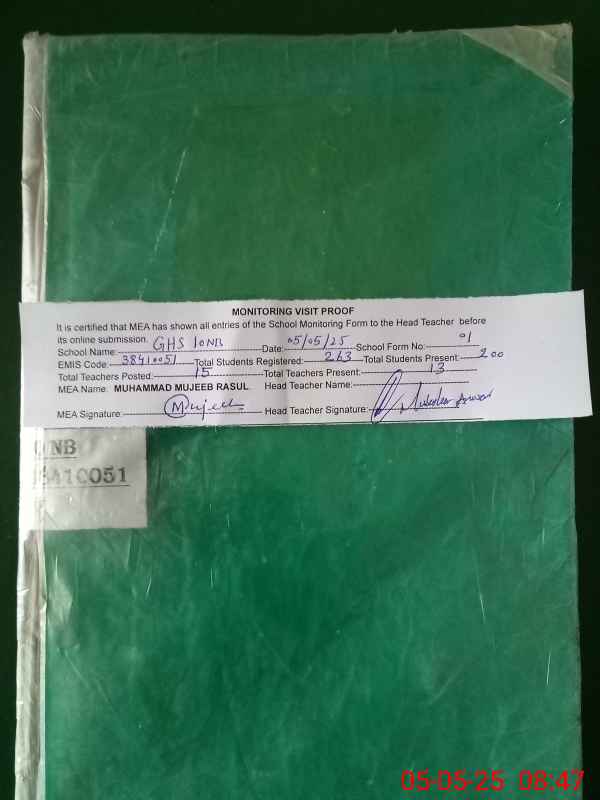 MONITORING VISIT PROOF
It is certified that MEA has shown all entries of the School Monitoring Form to the Head Teacher before
its online submission.
School Name: GHS 10NB Date: 05/05/25 School Form No: 01
EMIS Code: 38410051 Total Students Registered: 263 Total Students Present: 200
Total Teachers Posted: 15 Total Teachers Present: 13
MEA Name: MUHAMMAD MUJEEB RASUL Head Teacher Name:
MEA Signature: Mujeeb Head Teacher Signature:
NB
8410051
05-05-25 08:47